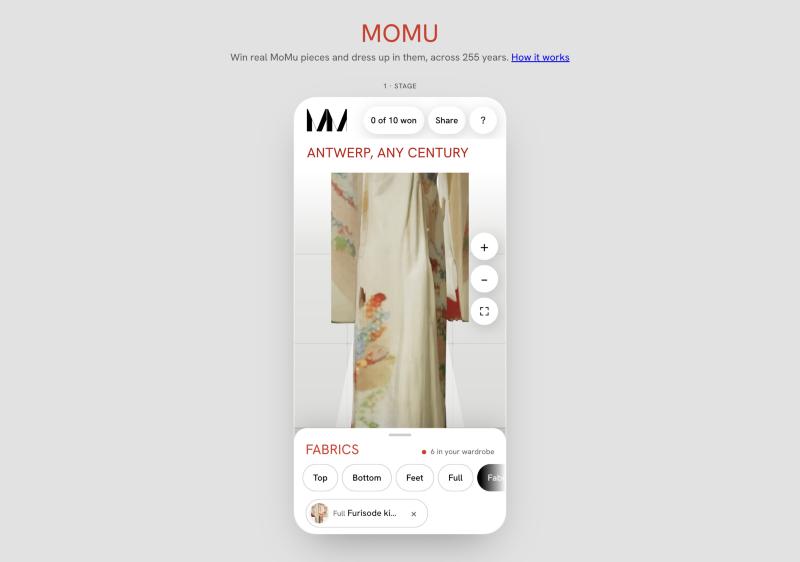 MOMU
Win real MoMu pieces and dress up in them, across 255 years. How it works
1 · STAGE
0 of 10 won
Share
?
ANTWERP, ANY CENTURY
+
−
FABRICS
6 in your wardrobe
Top
Bottom
Feet
Full
Fab
Full Furisode ki...
×